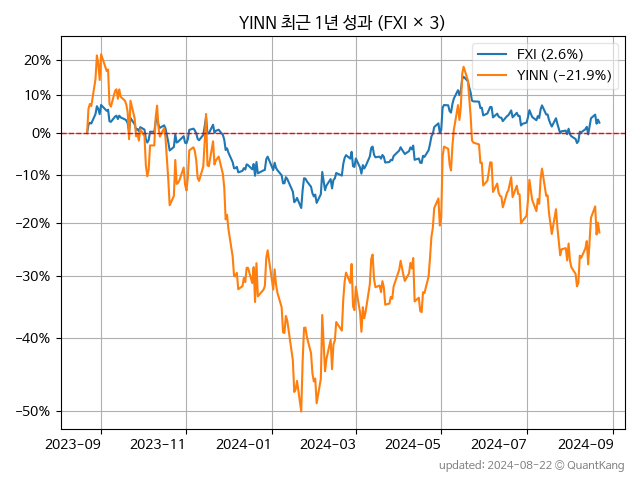 YINN 최근 1년 성과 (FXI × 3)
FXI (2.6%)
YINN (−21.9%)
20%
10%
0%
−10%
−20%
−30%
−40%
−50%
2023−09 2023−11 2024−01 2024−03 2024−05 2024−07 2024−09
updated: 2024-08-22 © QuantKang